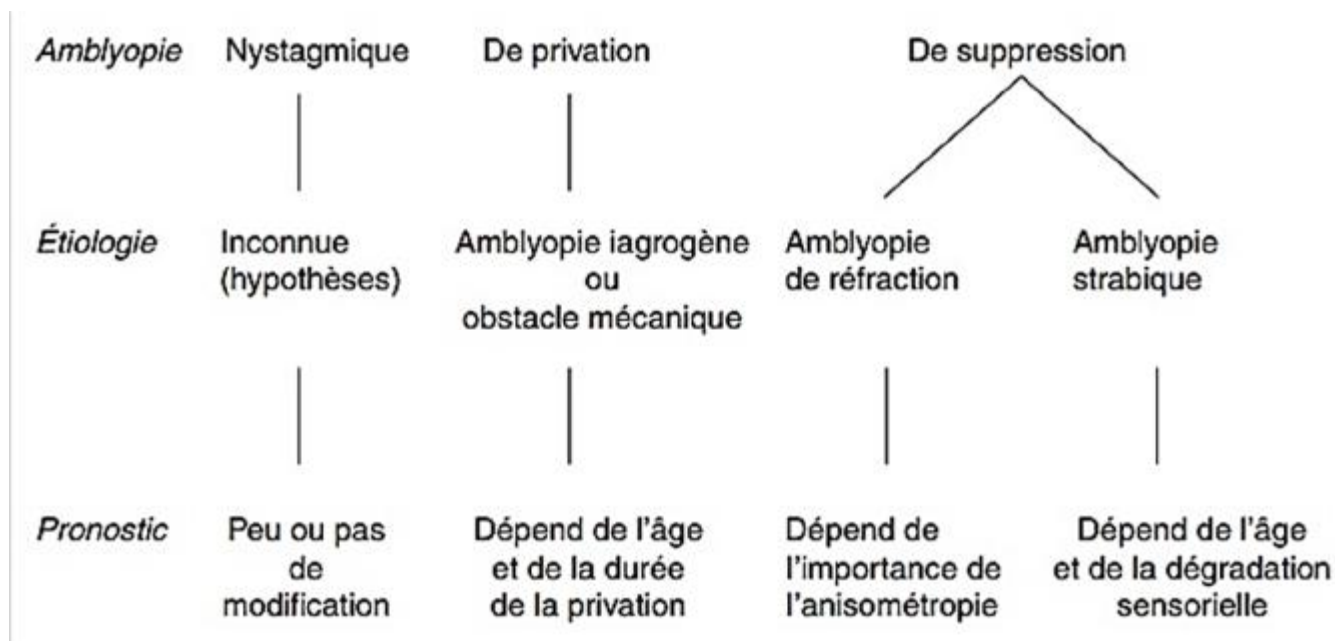 Amblyopie Nystagmique De privation De suppression
Étiologie Inconnue Amblyopie iagrogène Amblyopie Amblyopie
(hypothèses) ou de réfraction strabique
obstacle mécanique
Pronostic Peu ou pas Dépend de l'âge Dépend de Dépend de l'âge
de et de la durée l'importance de et de la dégradation
modification de la privation l'anisométropie sensorielle